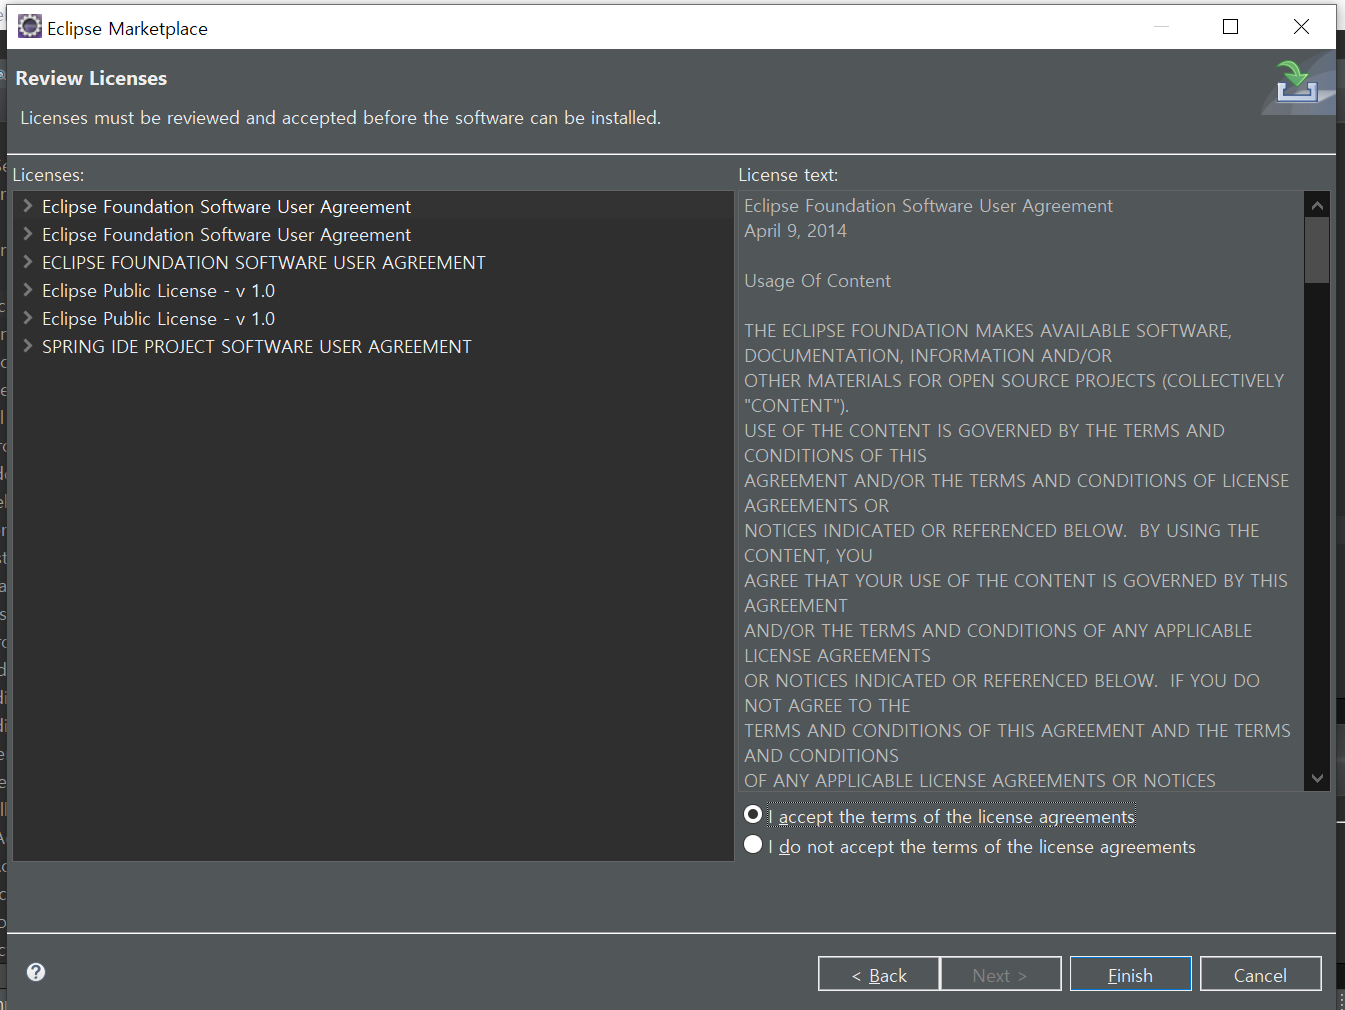 Eclipse Marketplace
Review Licenses
Licenses must be reviewed and accepted before the software can be installed.
Licenses:
Eclipse Foundation Software User Agreement
Eclipse Foundation Software User Agreement
ECLIPSE FOUNDATION SOFTWARE USER AGREEMENT
Eclipse Public License - v 1.0
Eclipse Public License - v 1.0
SPRING IDE PROJECT SOFTWARE USER AGREEMENT
License text:
Eclipse Foundation Software User Agreement
April 9, 2014
Usage Of Content
THE ECLIPSE FOUNDATION MAKES AVAILABLE SOFTWARE,
DOCUMENTATION, INFORMATION AND/OR
OTHER MATERIALS FOR OPEN SOURCE PROJECTS (COLLECTIVELY
"CONTENT").
USE OF THE CONTENT IS GOVERNED BY THE TERMS AND
CONDITIONS OF THIS
AGREEMENT AND/OR THE TERMS AND CONDITIONS OF LICENSE
AGREEMENTS OR
NOTICES INDICATED OR REFERENCED BELOW.  BY USING THE
CONTENT, YOU
AGREE THAT YOUR USE OF THE CONTENT IS GOVERNED BY THIS
AGREEMENT
AND/OR THE TERMS AND CONDITIONS OF ANY APPLICABLE
LICENSE AGREEMENTS
OR NOTICES INDICATED OR REFERENCED BELOW.  IF YOU DO
NOT AGREE TO THE
TERMS AND CONDITIONS OF THIS AGREEMENT AND THE TERMS
AND CONDITIONS
OF ANY APPLICABLE LICENSE AGREEMENTS OR NOTICES
I accept the terms of the license agreements
I do not accept the terms of the license agreements
< Back
Next >
Finish
Cancel